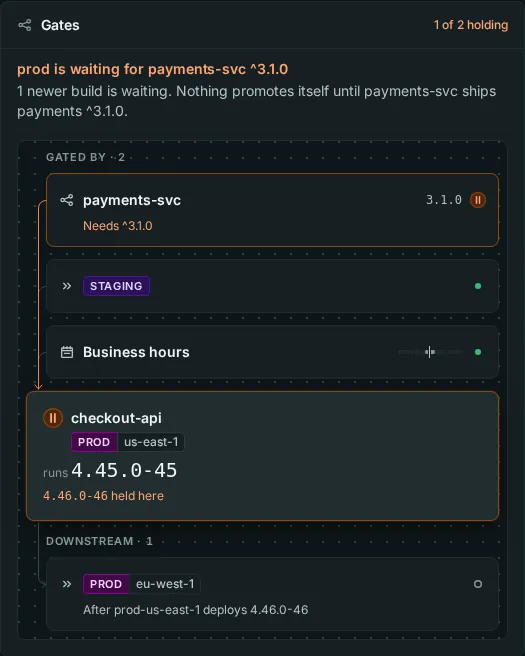 Gates
1 of 2 holding
prod is waiting for payments-svc ^3.1.0
1 newer build is waiting. Nothing promotes itself until payments-svc ships
payments ^3.1.0.
GATED BY · 2
payments-svc
3.1.0
Needs ^3.1.0
STAGING
Business hours
checkout-api
PROD us-east-1
runs 4.45.0-45
4.46.0-46 held here
DOWNSTREAM · 1
PROD eu-west-1
After prod-us-east-1 deploys 4.46.0-46